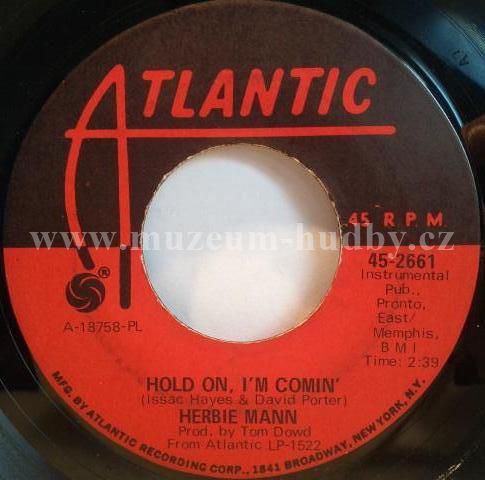 ATLANTIC
45 RPM
www.muzeum-hudby.cz
®
A-18758-PL
45-2661
Instrumental
Pub.,
Pronto,
East/
Memphis,
BMI
Time: 2:39
HOLD ON, I'M COMIN'
(Issac Hayes & David Porter)
HERBIE MANN
Prod. by Tom Dowd
From Atlantic LP-1522
MFG. BY ATLANTIC RECORDING CORP., 1841 BROADWAY, NEW YORK, N.Y.